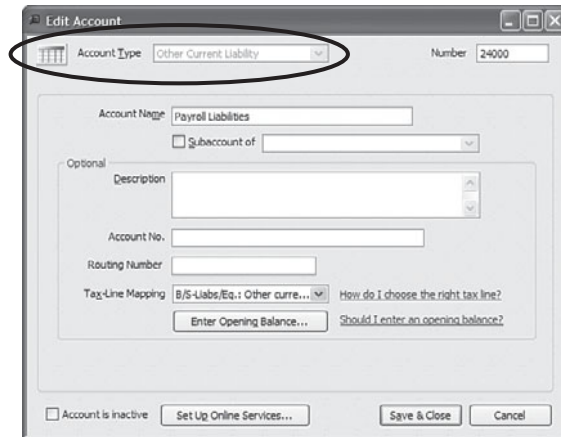 Edit Account
Account Type Other Current Liability Number 24000
Account Name Payroll Liabilities
Subaccount of
Optional
Description
Account No.
Routing Number
Tax-Line Mapping B/S-Liabs/Eq.: Other curre... How do I choose the right tax line?
Enter Opening Balance... Should I enter an opening balance?
Account is inactive Set Up Online Services... Save & Close Cancel